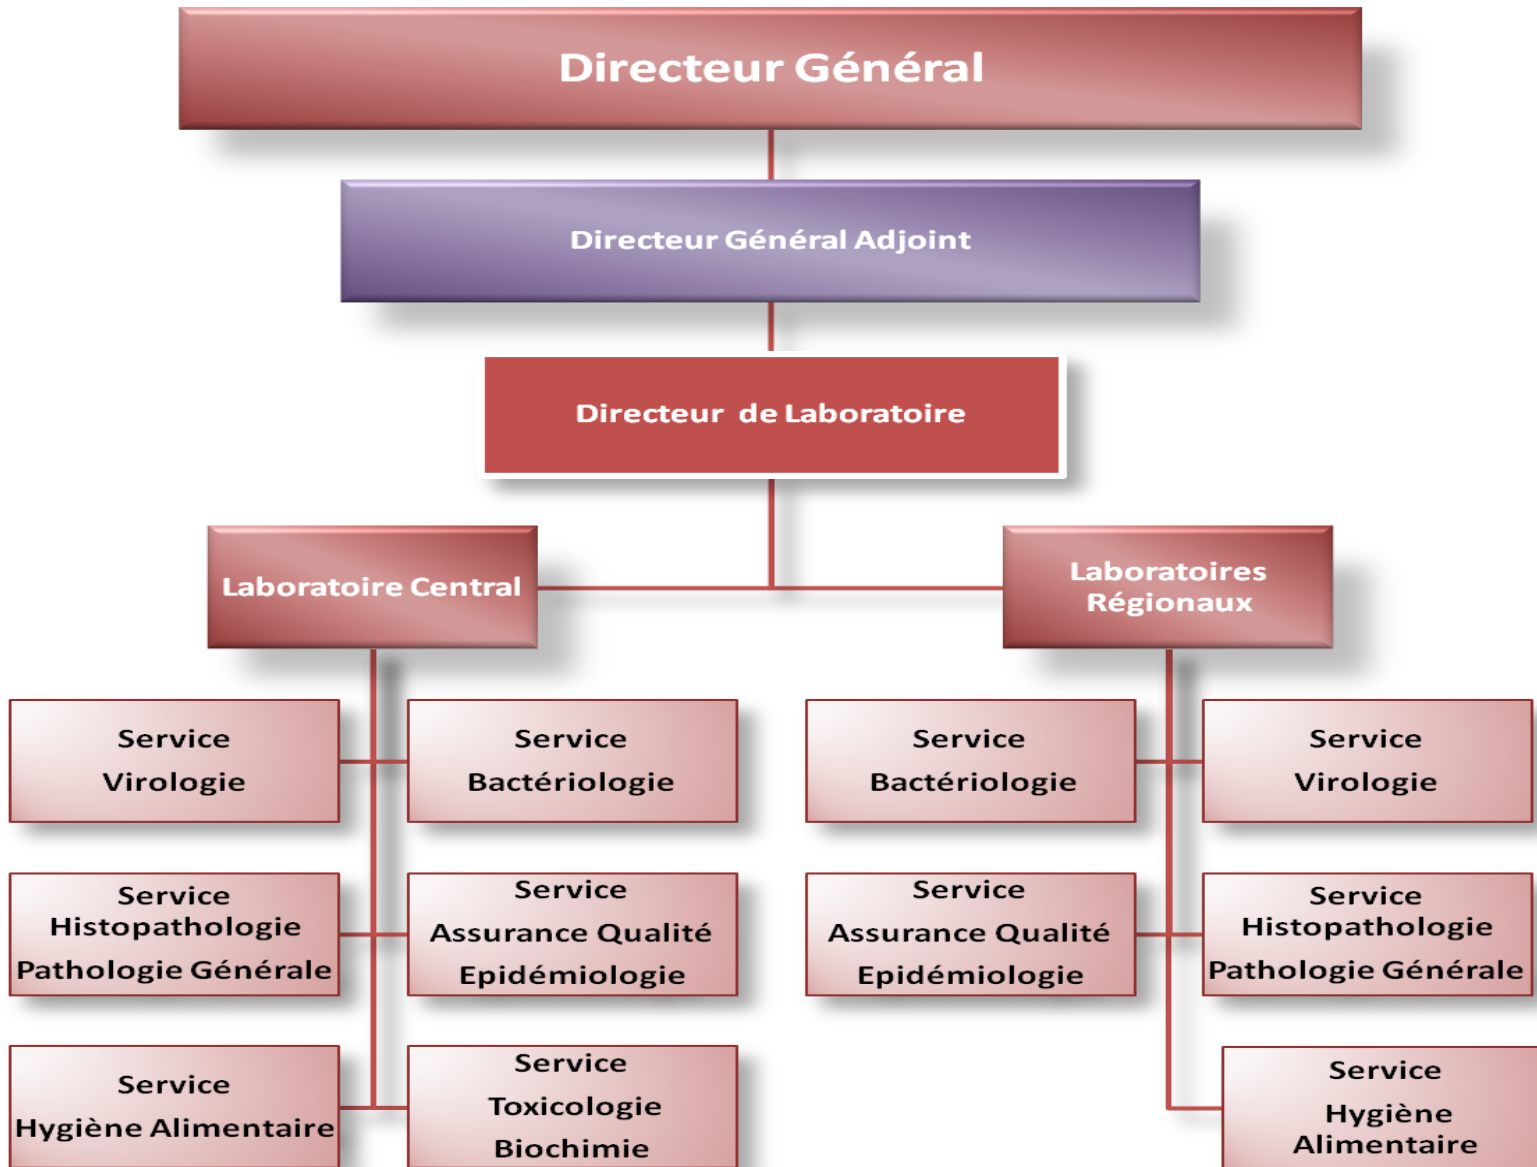 Directeur Général
Directeur Général Adjoint
Directeur de Laboratoire
Laboratoire Central
Laboratoires
Régionaux
Service
Virologie
Service
Bactériologie
Service
Bactériologie
Service
Virologie
Service
Histopathologie
Pathologie Générale
Service
Assurance Qualité
Epidémiologie
Service
Assurance Qualité
Epidémiologie
Service
Histopathologie
Pathologie Générale
Service
Hygiène Alimentaire
Service
Toxicologie
Biochimie
Service
Hygiène
Alimentaire